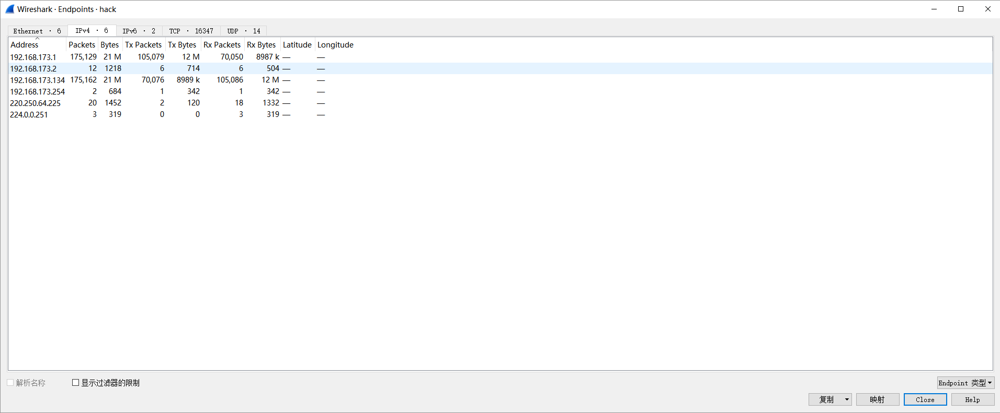 Wireshark · Endpoints · hack
Ethernet · 6 IPv4 · 6 IPv6 · 2 TCP · 16347 UDP · 14
Address Packets Bytes Tx Packets Tx Bytes Rx Packets Rx Bytes Latitude Longitude
192.168.173.1 175,129 21 M 105,079 12 M 70,050 8987 k — —
192.168.173.2 12 1218 6 714 6 504 — —
192.168.173.134 175,162 21 M 70,076 8989 k 105,086 12 M — —
192.168.173.254 2 684 1 342 1 342 — —
220.250.64.225 20 1452 2 120 18 1332 — —
224.0.0.251 3 319 0 0 3 319 — —
解析名称 显示过滤器的限制 Endpoint 类型
复制 映射 Close Help